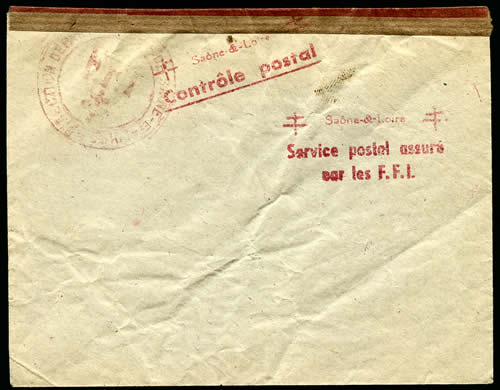 Saône-&-Loire
Contrôle postal
Saône-&-Loire
Service postal assuré
par les F.F.I.